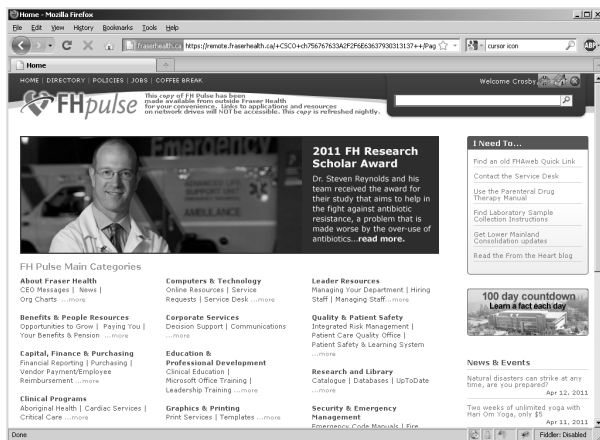 Home - Mozilla Firefox
File Edit View History Bookmarks Tools Help
fraserhealth.ca https://remote.fraserhealth.ca/+CSCO+ch756767633A2F2F6E63637930313137++/Pag
cursor icon
ABP
Home
HOME | DIRECTORY | POLICIES | JOBS | COFFEE BREAK
Welcome Crosby,
FHpulse
This copy of FH Pulse has been
made available from outside Fraser Health
for your convenience. Links to applications and resources
on network drives will NOT be accessible. This copy is refreshed nightly.
Emergency
ADVANCED LIFE
SUPPORT UNIT
AMBULANCE
2011 FH Research
Scholar Award
Dr. Steven Reynolds and his
team received the award for
their study that aims to help in
the fight against antibiotic
resistance, a problem that is
made worse by the over-use of
antibiotics...read more.
I Need To...
Find an old FHAweb Quick Link
Contact the Service Desk
Use the Parenteral Drug
Therapy Manual
Find Laboratory Sample
Collection Instructions
Get Lower Mainland
Consolidation updates
Read the From the Heart blog
FH Pulse Main Categories
About Fraser Health
CEO Messages | News |
Org Charts ...more
Benefits & People Resources
Opportunities to Grow | Paying You |
Your Benefits & Pension ...more
Capital, Finance & Purchasing
Financial Reporting | Purchasing |
Vendor Payment/Employee
Reimbursement ...more
Clinical Programs
Aboriginal Health | Cardiac Services |
Critical Care ...more
Computers & Technology
Online Resources | Service
Requests | Service Desk ...more
Corporate Services
Decision Support | Communications
...more
Education &
Professional Development
Clinical Education |
Microsoft Office Training |
Leadership Training ...more
Graphics & Printing
Print Services | Templates ...more
Leader Resources
Managing Your Department | Hiring
Staff | Managing Staff...more
Quality & Patient Safety
Integrated Risk Management |
Patient Care Quality Office |
Patient Safety & Learning System
...more
Research and Library
Catalogue | Databases | UpToDate
...more
Security & Emergency
Management
Emergency Code Manuals | Fire
100 day countdown
Learn a fact each day
News & Events
Natural disasters can strike at any
time, are you prepared?
Apr 12, 2011
Two weeks of unlimited yoga with
Hari Om Yoga, only $5
Apr 11, 2011
Done
Fiddler: Disabled